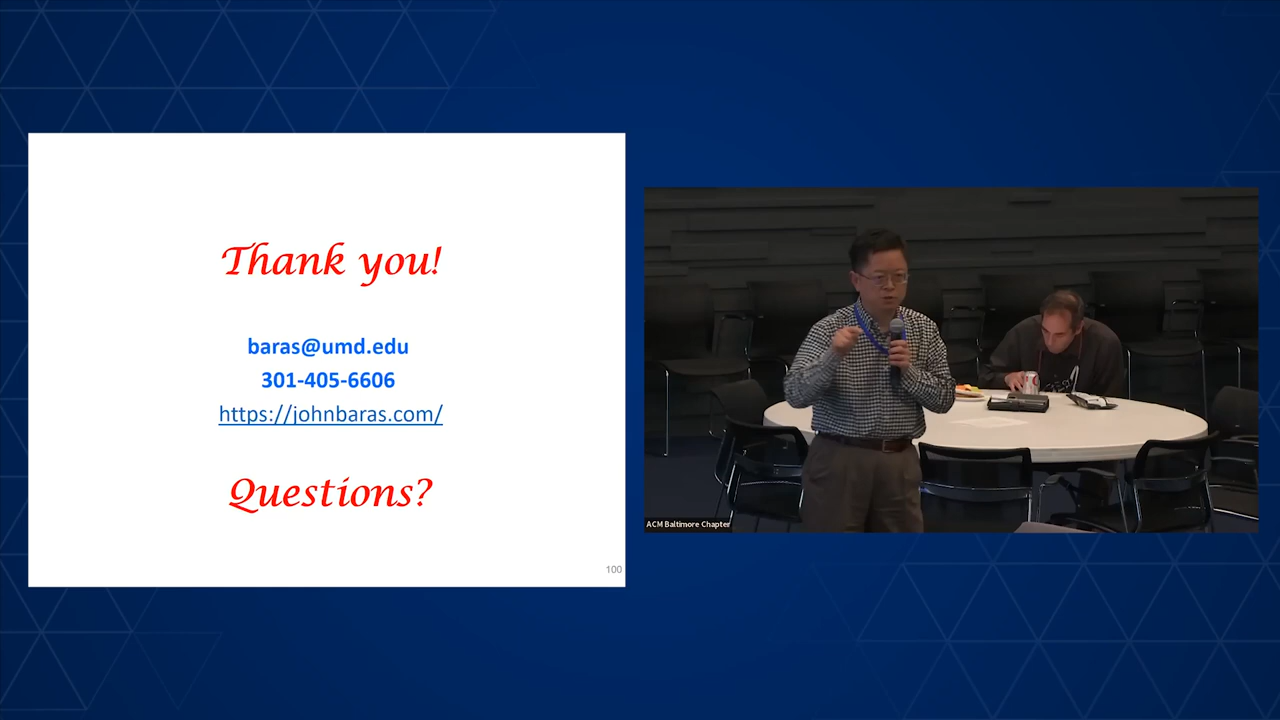 Thank you!
baras@umd.edu
301-405-6606
https://johnbaras.com/
Questions?
100
ACM Baltimore Chapter